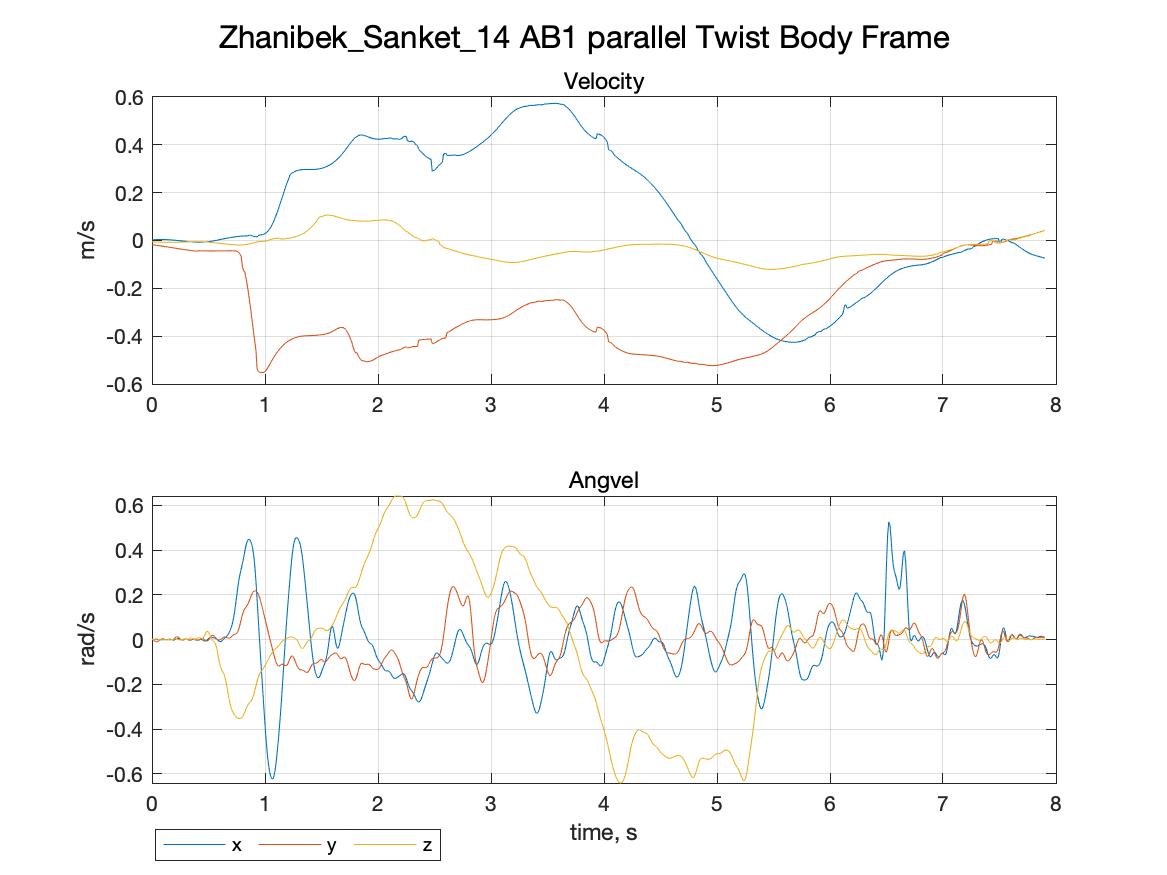 Zhanibek_Sanket_14 AB1 parallel Twist Body Frame
Velocity
0.6
0.4
0.2
0
-0.2
-0.4
-0.6
m/s
0 1 2 3 4 5 6 7 8
Angvel
0.6
0.4
0.2
0
-0.2
-0.4
-0.6
rad/s
0 1 2 3 4 5 6 7 8
time, s
x y z